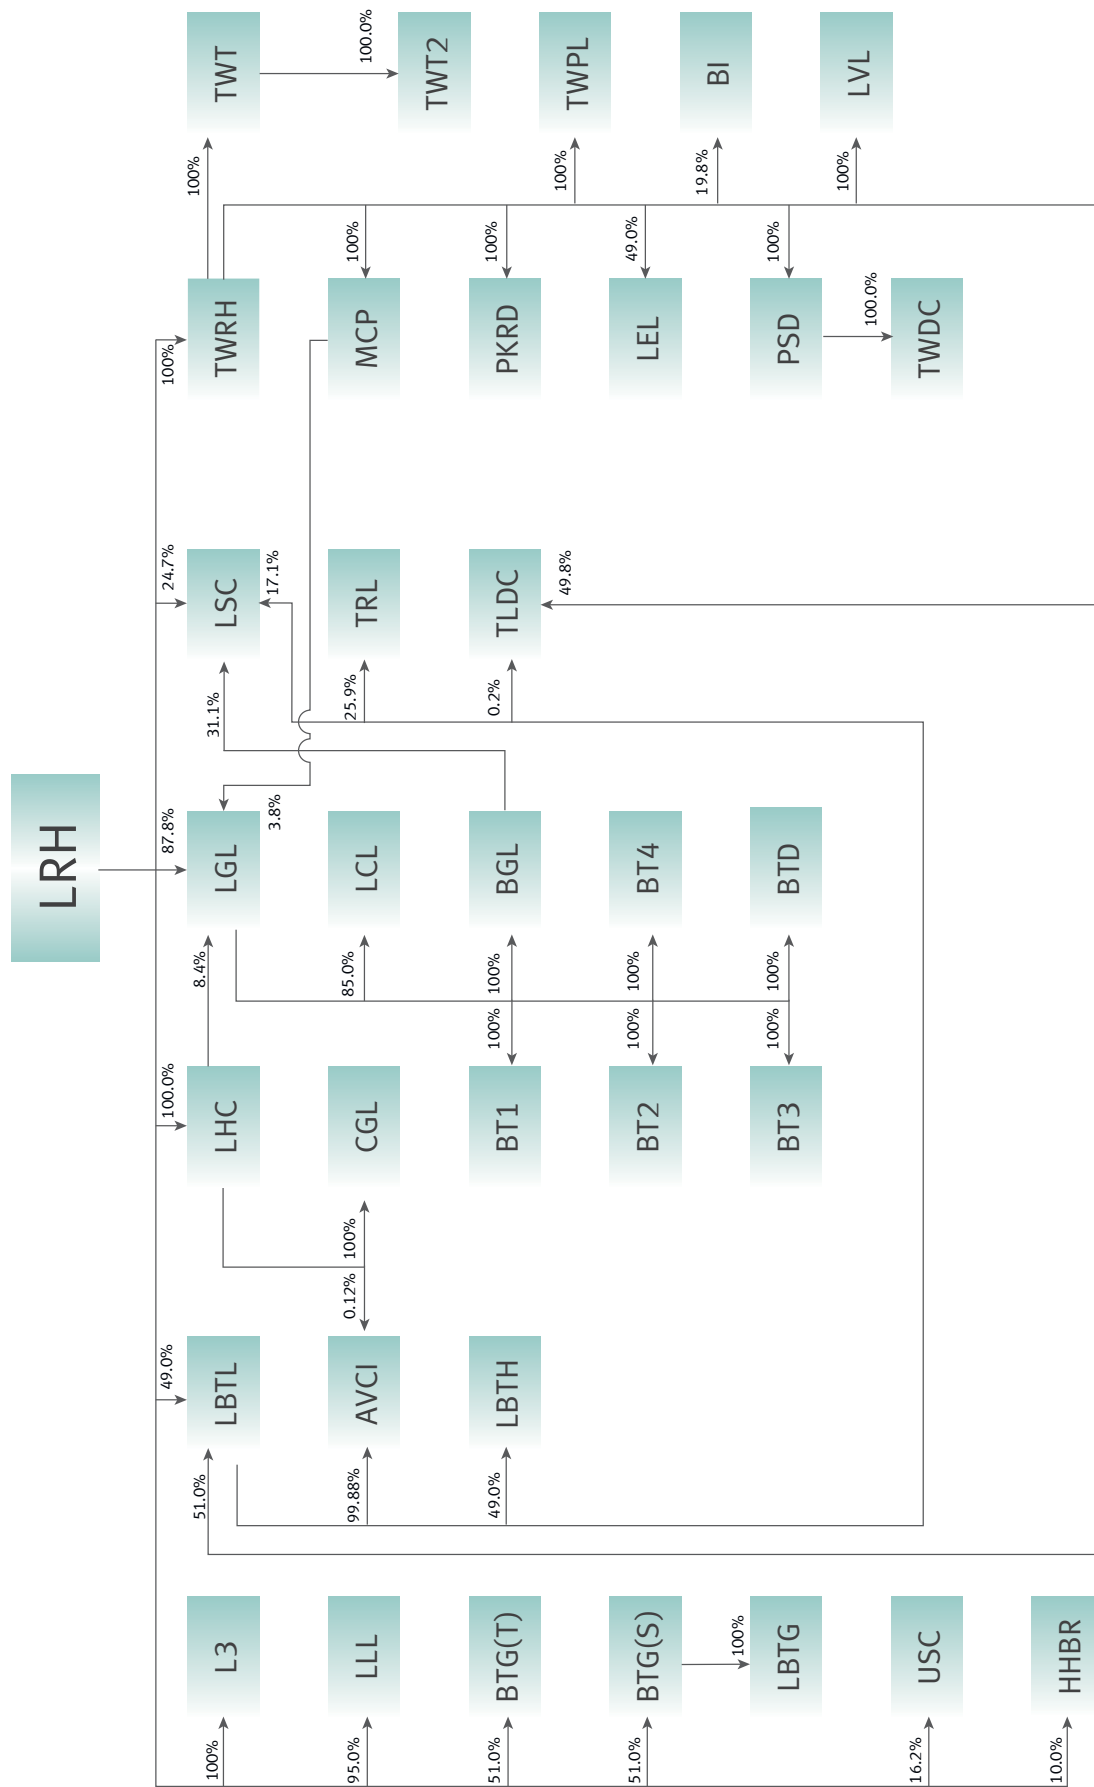 LRH
49.0%
100.0%
87.8%
24.7%
100%
51.0%
8.4%
100%
100%
31.1%
L3
LBTL
LHC
LGL
LSC
TWRH
TWT
3.8%
17.1%
95.0%
99.88%
0.12%
100%
85.0%
25.9%
100%
100.0%
LLL
AVCI
CGL
LCL
TRL
MCP
TWT2
51.0%
49.0%
100%
100%
0.2%
100%
BTG(T)
LBTH
BT1
BGL
TLDC
PKRD
49.8%
100%
TWPL
51.0%
100%
100%
49.0%
BTG(S)
BT2
BT4
LEL
19.8%
BI
100%
100%
100%
100%
LBTG
BT3
BTD
PSD
100%
LVL
100.0%
16.2%
USC
TWDC
10.0%
HHBR